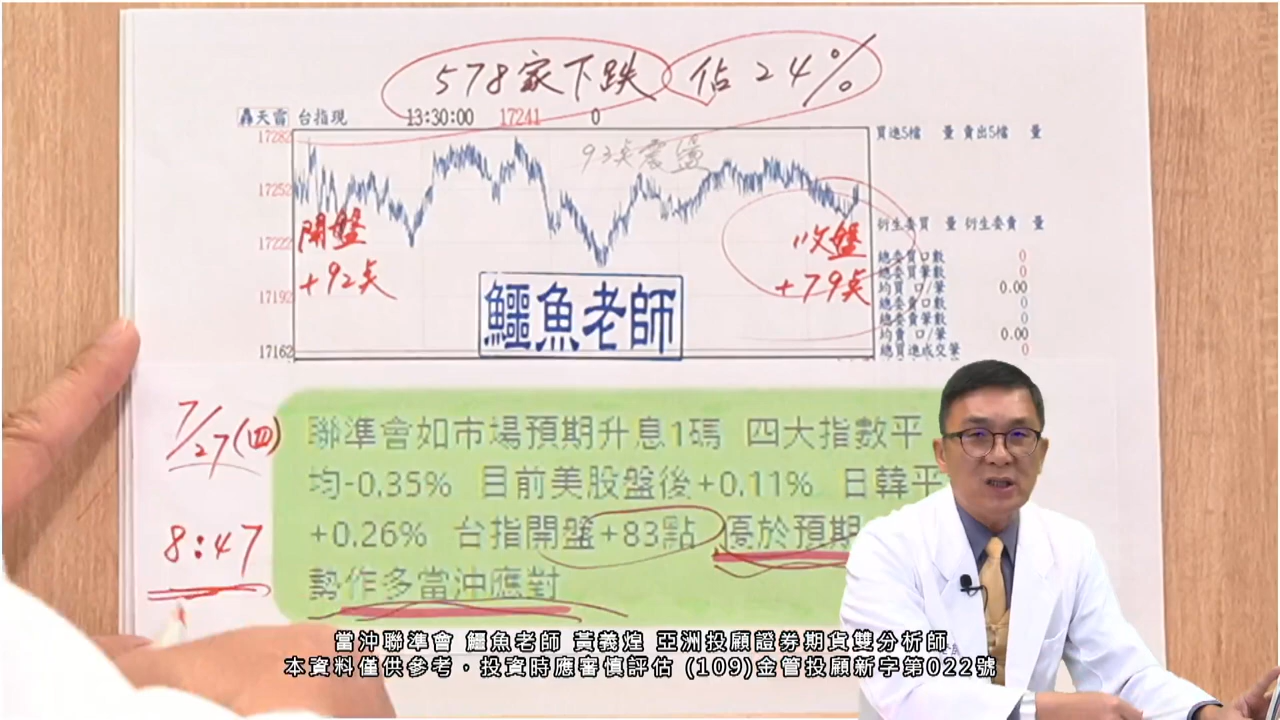 578家下跌 佔24%
轟天雷 台指現 13:30:00 17241 0
17282
買進5檔 量 賣出5檔 量
93点震盪
17252
開盤
+92点
17222
收盤
+79点
衍生委買 量 衍生委賣 量
總委買口數 0
總委買筆數 0
均買 口/筆 0.00
17192
總委賣口數 0
總委賣筆數 0
均賣 口/筆 0.00
17162
總買進成交筆 0
鱷魚老師
7/27(四)
8:47
聯準會如市場預期升息1碼 四大指數平
均-0.35% 目前美股盤後+0.11% 日韓平
+0.26% 台指開盤+83點 優於預期
勢作多當沖應對
當沖聯準會 鱷魚老師 黃義煌 亞洲投顧證券期貨雙分析師
本資料僅供參考，投資時應審慎評估 (109)金管投顧新字第022號